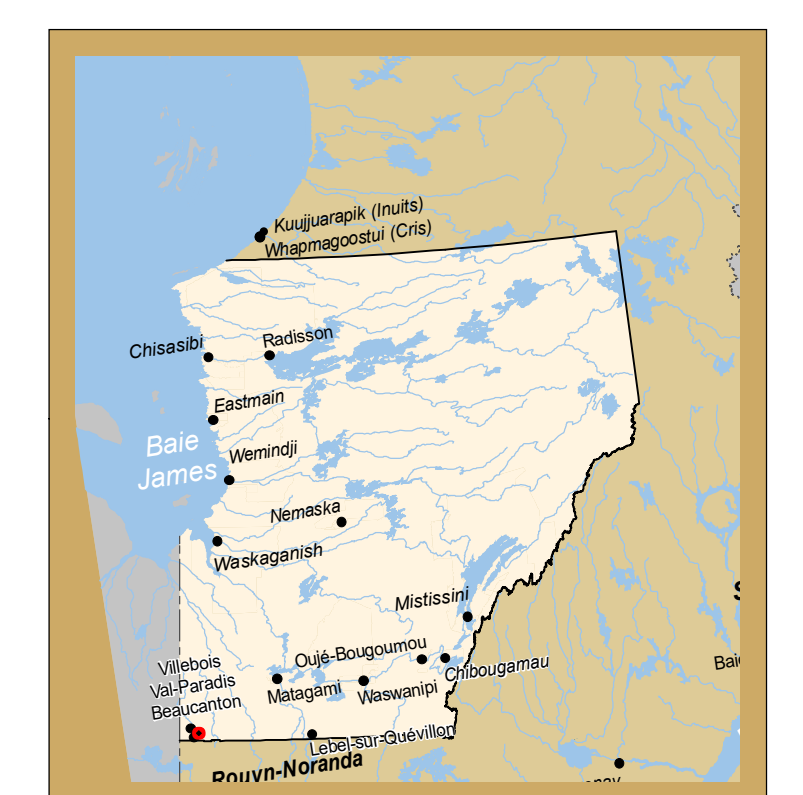 Kuujjuarapik (Inuits)
Whapmagoostui (Cris)
Chisasibi
Radisson
Eastmain
Baie
James
Wemindji
Nemaska
Waskaganish
Mistissini
Oujé-Bougoumou
Chibougamau
Villebois
Val-Paradis
Beaucanton
Matagami
Waswanipi
Lebel-sur-Quévillon
Rouyn-Noranda